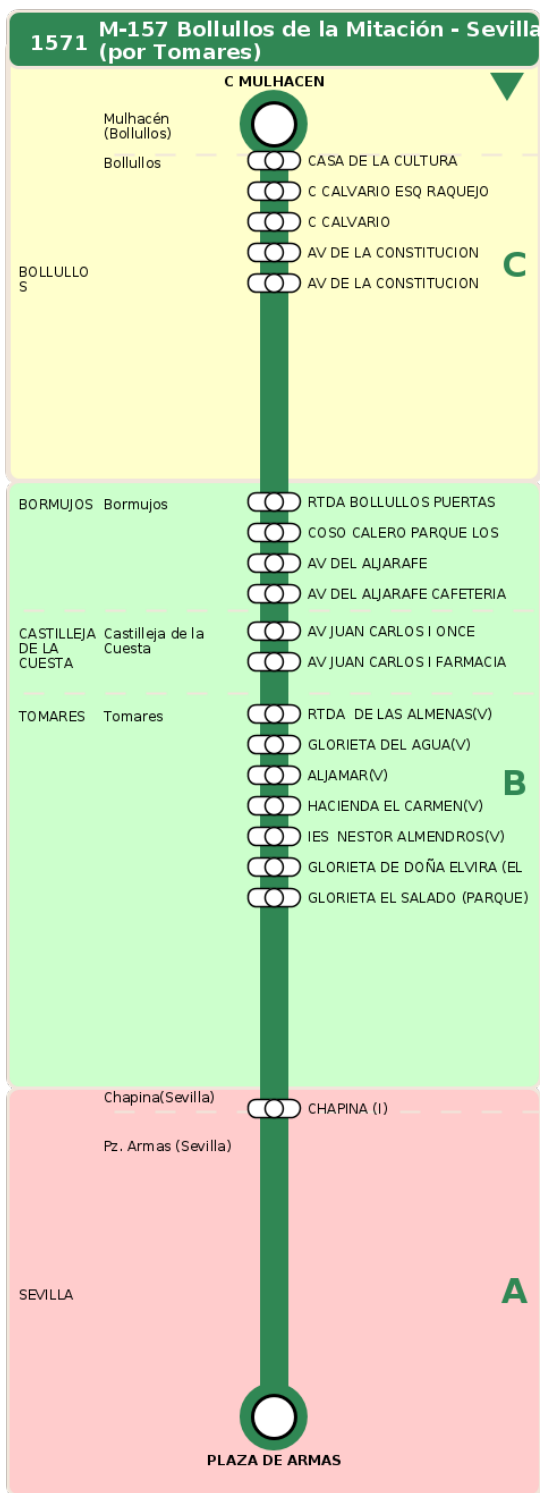 1571 M-157 Bollullos de la Mitación - Sevilla
(por Tomares)
C MULHACEN
Mulhacén
(Bollullos)
Bollullos
CASA DE LA CULTURA
C CALVARIO ESQ RAQUEJO
C CALVARIO
AV DE LA CONSTITUCION
BOLLULLO
S
C
AV DE LA CONSTITUCION
BORMUJOS Bormujos RTDA BOLLULLOS PUERTAS
COSO CALERO PARQUE LOS
AV DEL ALJARAFE
AV DEL ALJARAFE CAFETERIA
CASTILLEJA
DE LA
CUESTA
Castilleja de la
Cuesta
AV JUAN CARLOS I ONCE
AV JUAN CARLOS I FARMACIA
TOMARES Tomares RTDA DE LAS ALMENAS(V)
GLORIETA DEL AGUA(V)
ALJAMAR(V)
B
HACIENDA EL CARMEN(V)
IES NESTOR ALMENDROS(V)
GLORIETA DE DOÑA ELVIRA (EL
GLORIETA EL SALADO (PARQUE)
Chapina(Sevilla)
CHAPINA (I)
Pz. Armas (Sevilla)
SEVILLA
A
PLAZA DE ARMAS